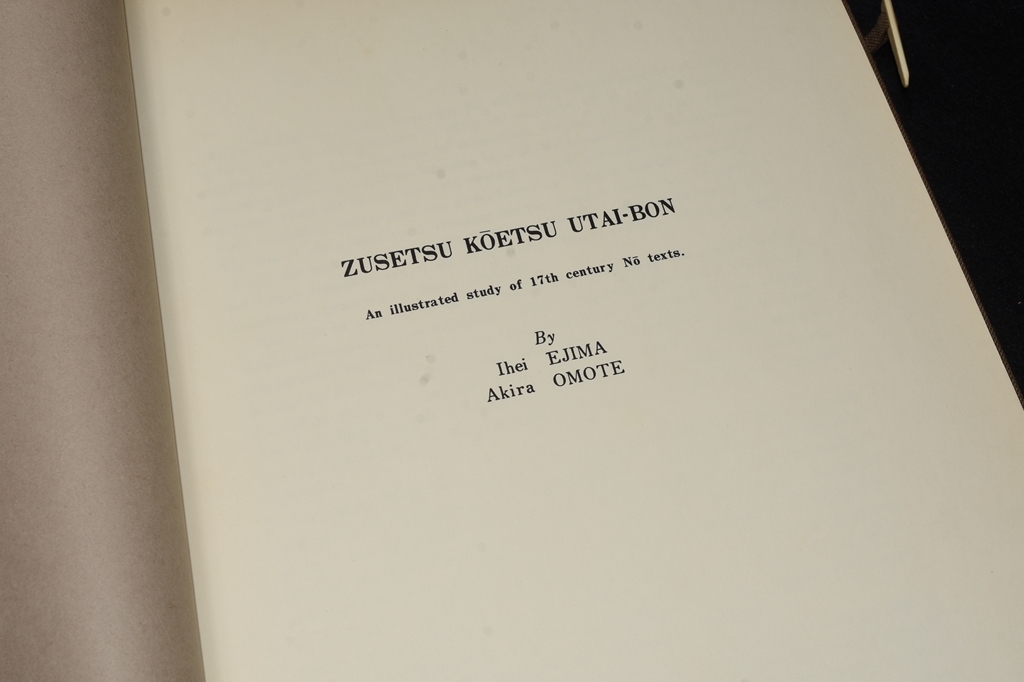 ZUSETSU KŌETSU UTAI-BON
An illustrated study of 17th century Nō texts.
By
Ihei EJIMA
Akira OMOTE